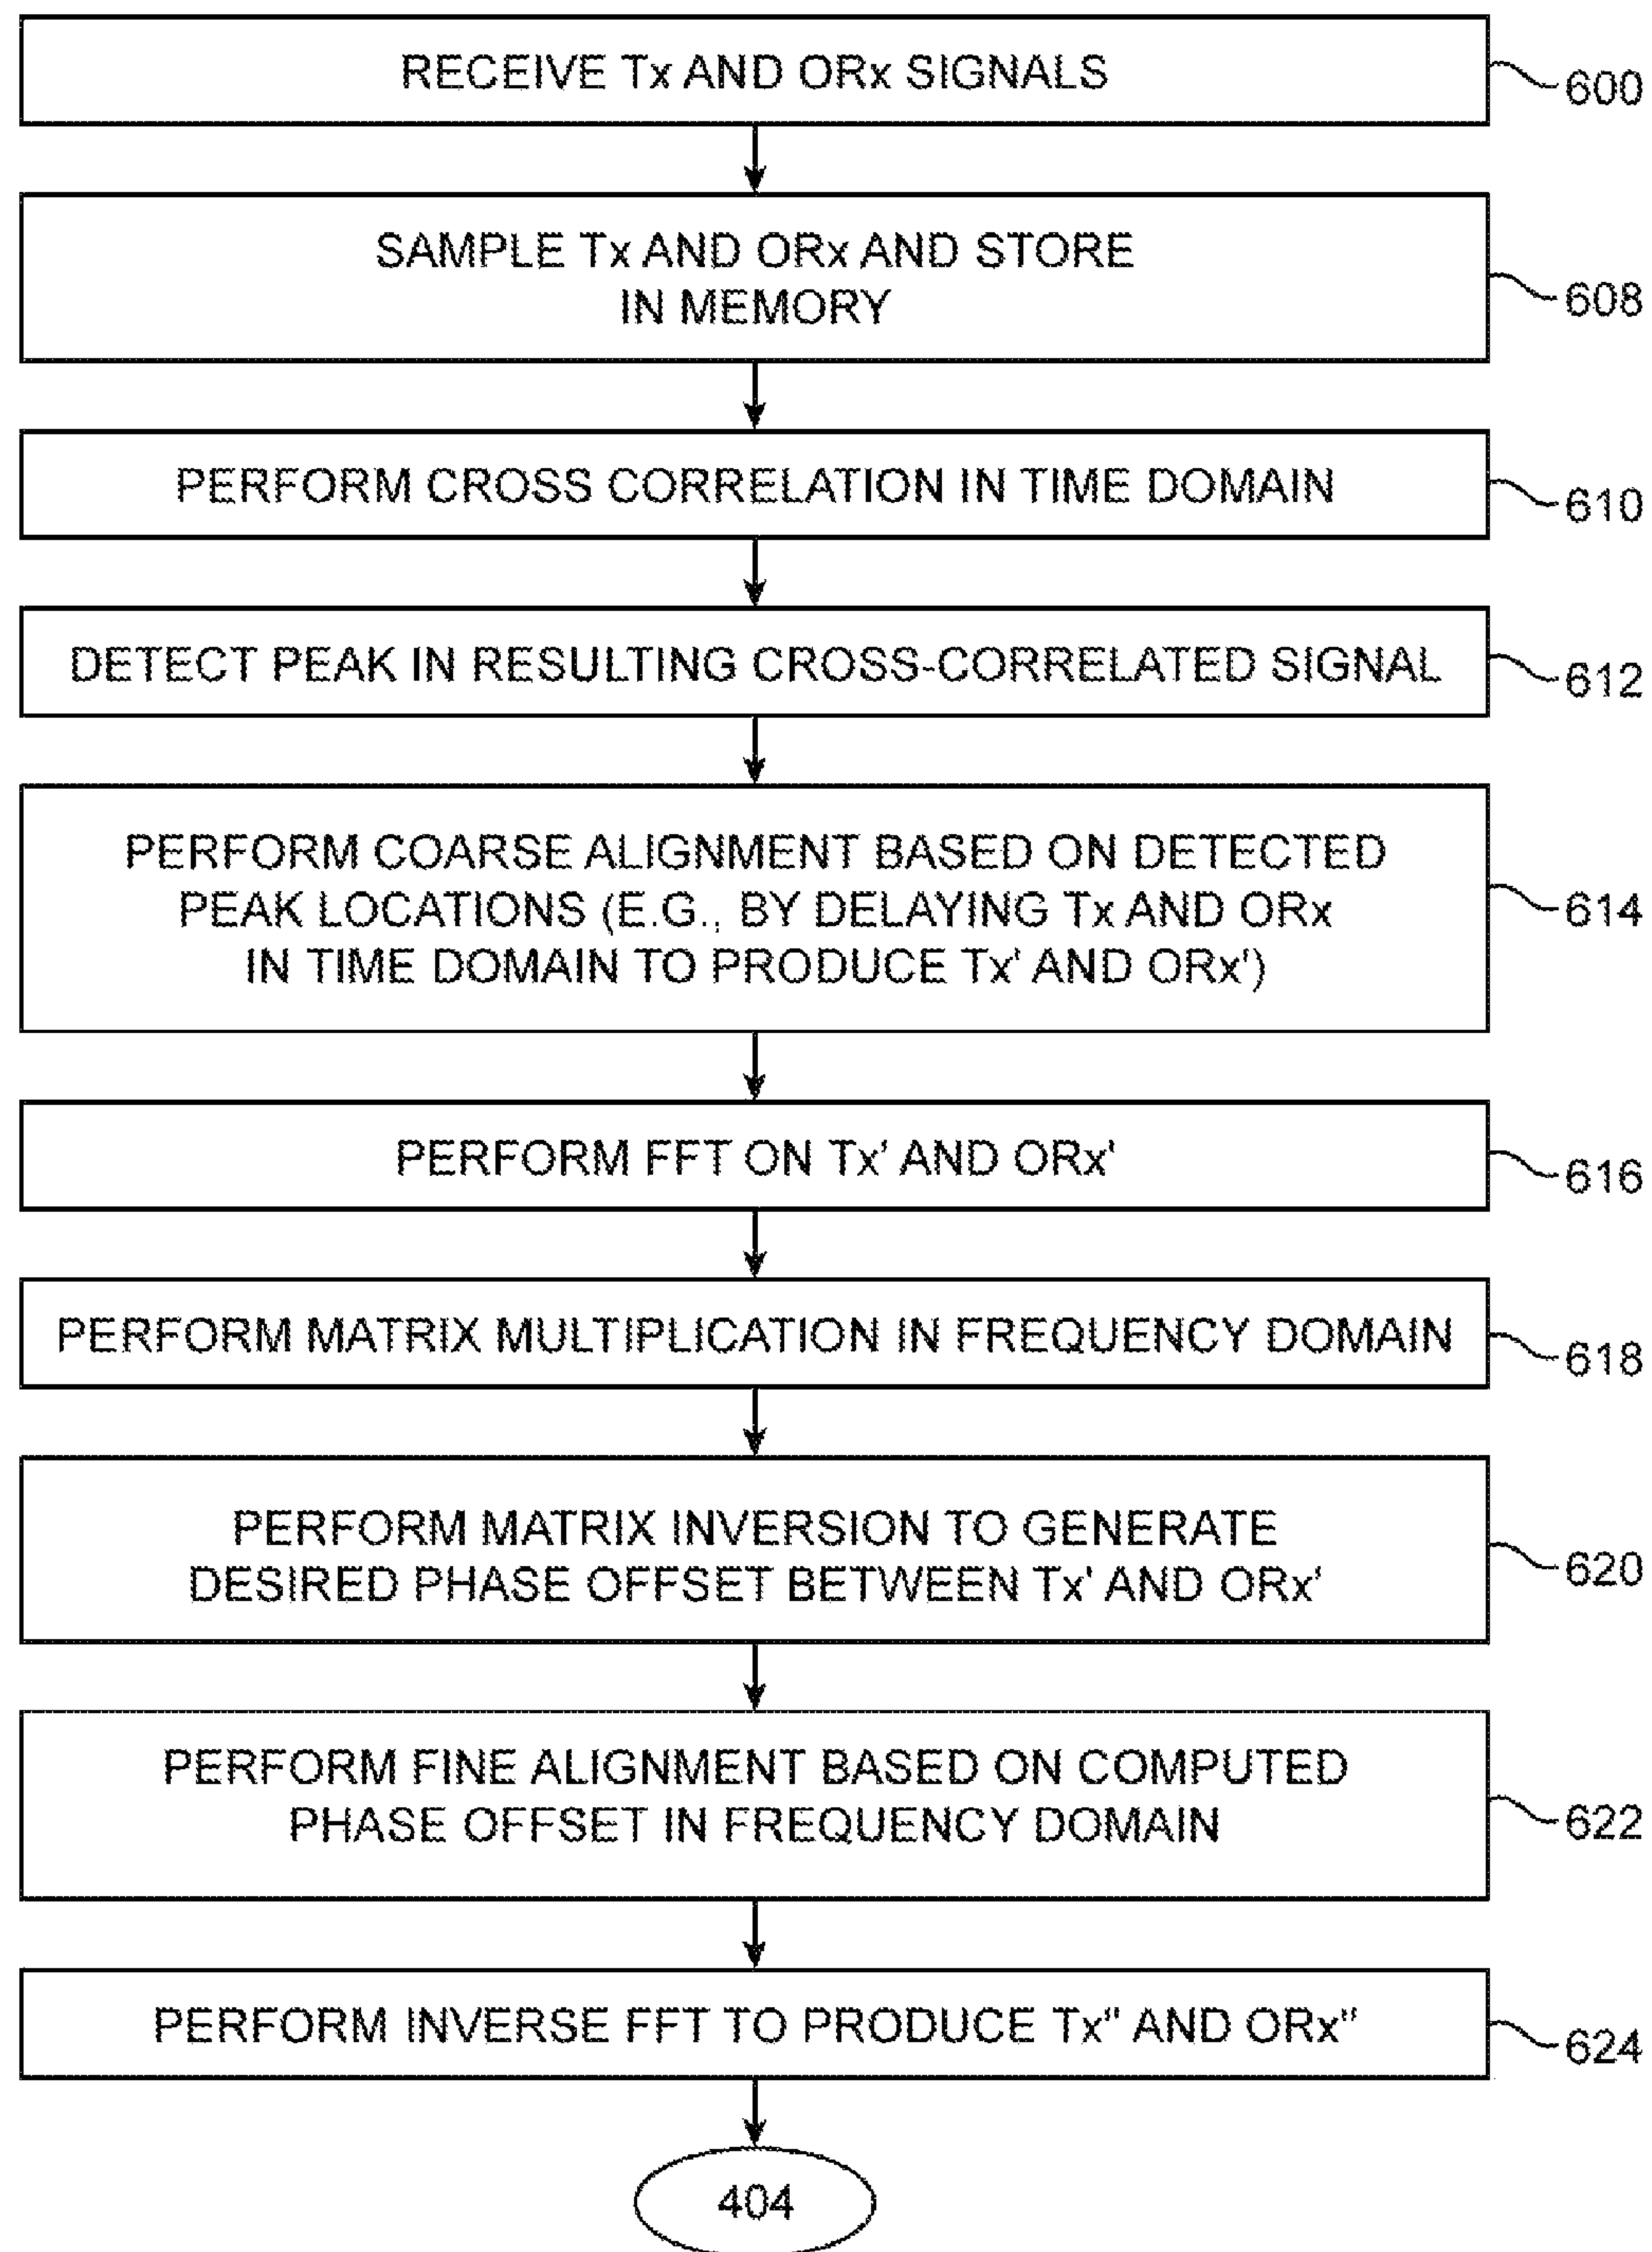 RECEIVE Tx AND ORx SIGNALS
600
SAMPLE Tx AND ORx AND STORE
IN MEMORY
608
PERFORM CROSS CORRELATION IN TIME DOMAIN
610
DETECT PEAK IN RESULTING CROSS-CORRELATED SIGNAL
612
PERFORM COARSE ALIGNMENT BASED ON DETECTED
PEAK LOCATIONS (E.G., BY DELAYING Tx AND ORx
IN TIME DOMAIN TO PRODUCE Tx' AND ORx')
614
PERFORM FFT ON Tx' AND ORx'
616
PERFORM MATRIX MULTIPLICATION IN FREQUENCY DOMAIN
618
PERFORM MATRIX INVERSION TO GENERATE
DESIRED PHASE OFFSET BETWEEN Tx' AND ORx'
620
PERFORM FINE ALIGNMENT BASED ON COMPUTED
PHASE OFFSET IN FREQUENCY DOMAIN
622
PERFORM INVERSE FFT TO PRODUCE Tx" AND ORx"
624
404